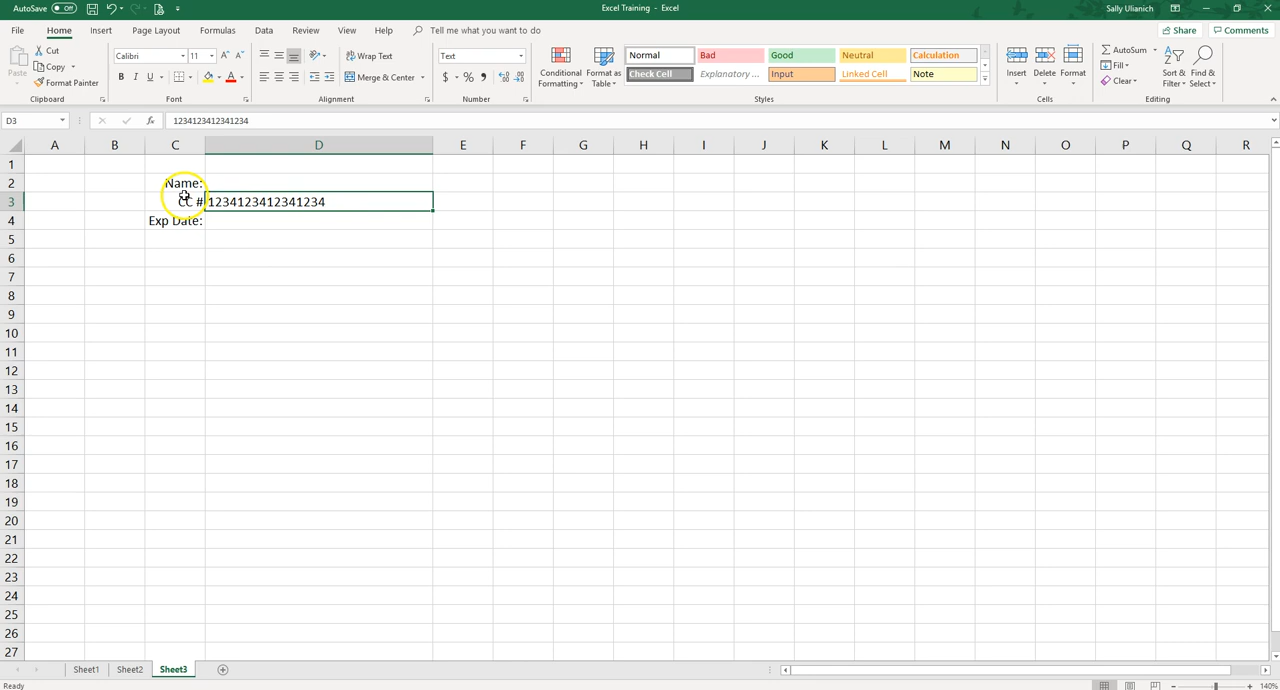 AutoSave Off Excel Training - Excel Sally Ulianich
File Home Insert Page Layout Formulas Data Review View Help Tell me what you want to do Share Comments
Paste Cut Calibri 11 A A Wrap Text Text Conditional Formatting Format as Table Normal Bad Good Neutral Calculation Insert Delete Format AutoSum Sort & Filter Find & Select
Copy Fill
Format Painter B I U A Merge & Center $ % Check Cell Explanatory ... Input Linked Cell Note Clear
Clipboard Font Alignment Number Styles Cells Editing
D3 fx 1234123412341234
A B C D E F G H I J K L M N O P Q R
1
2 Name:
3 CC # 1234123412341234
4 Exp Date:
5
6
7
8
9
10
11
12
13
14
15
16
17
18
19
20
21
22
23
24
25
26
27
Sheet1 Sheet2 Sheet3
Ready 140%